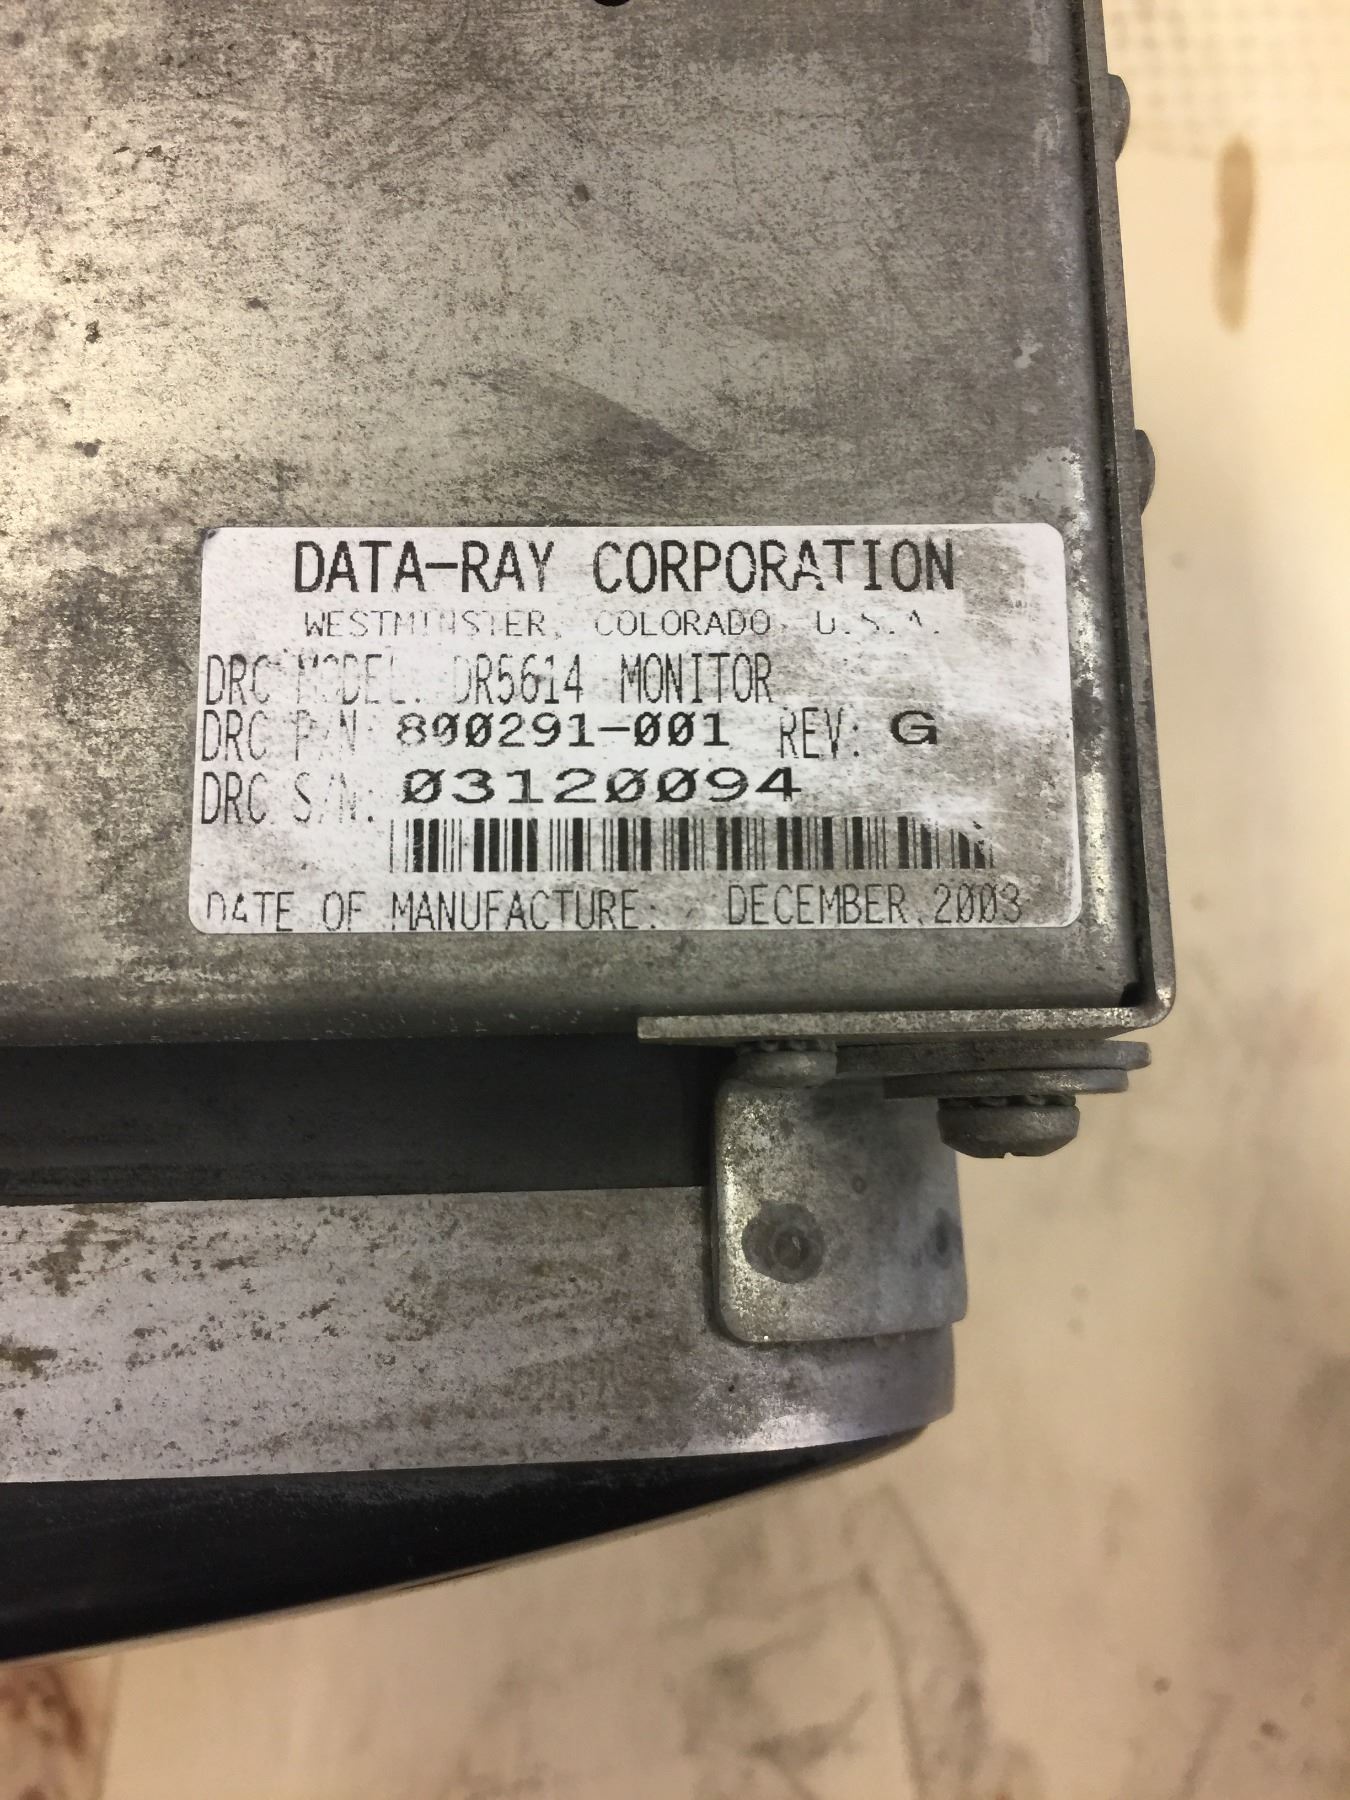 DATA-RAY CORPORATION
WESTMINSTER, COLORADO, U.S.A.
DRC MODEL: DR5614 MONITOR
DRC P/N: 800291-001 REV: G
DRC S/N: 03120094
DATE OF MANUFACTURE: DECEMBER, 2003